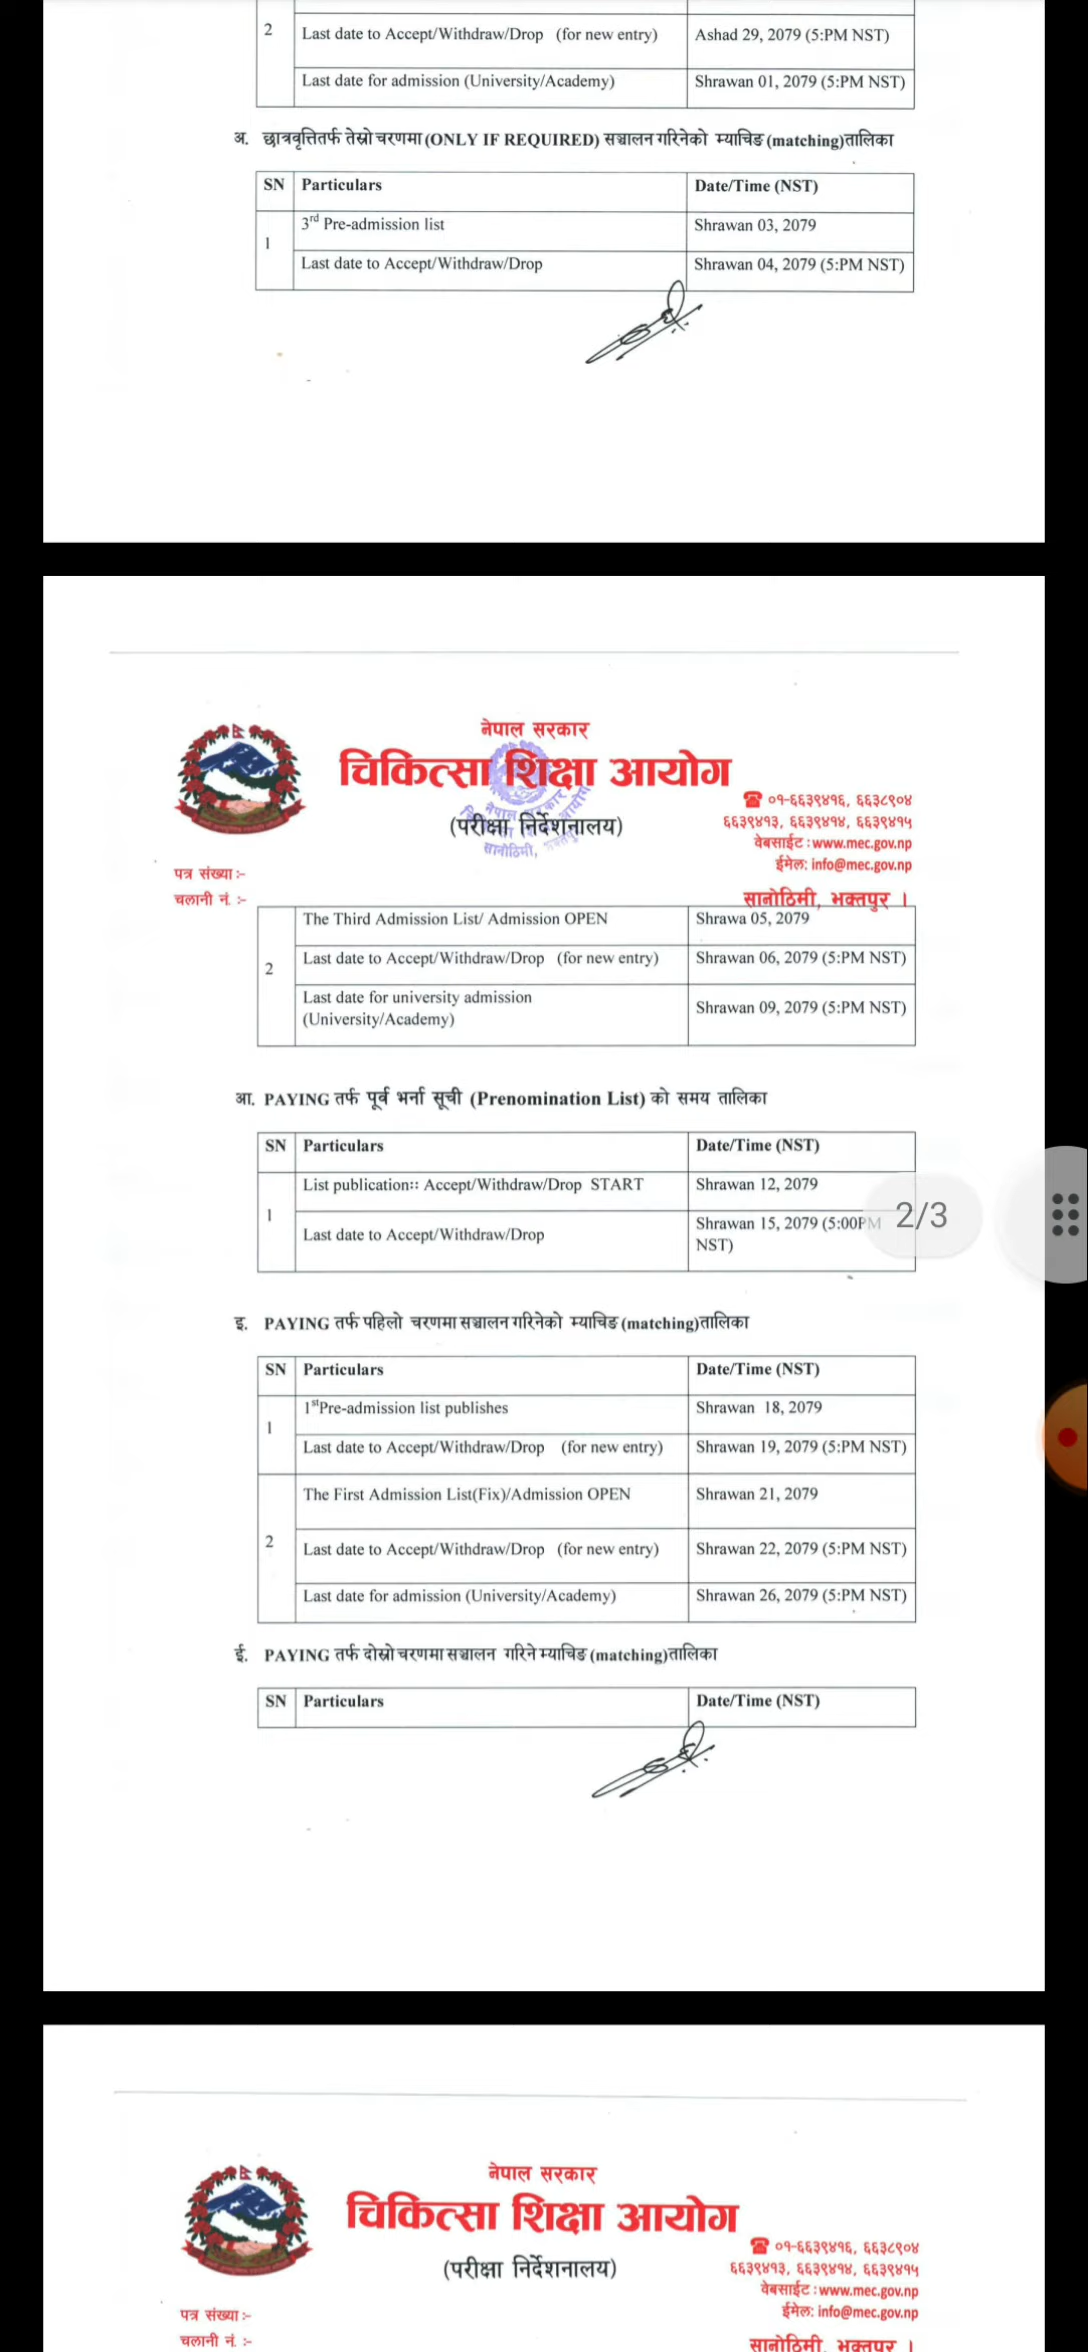 2 Last date to Accept/Withdraw/Drop (for new entry) Ashad 29, 2079 (5:PM NST)
Last date for admission (University/Academy) Shrawan 01, 2079 (5:PM NST)
अ. छात्रवृत्तितर्फ तेस्रो चरणमा (ONLY IF REQUIRED) सञ्चालन गरिनेको म्याचिङ (matching)तालिका
SN Particulars Date/Time (NST)
3rd Pre-admission list Shrawan 03, 2079
1
Last date to Accept/Withdraw/Drop Shrawan 04, 2079 (5:PM NST)
नेपाल सरकार
चिकित्सा शिक्षा आयोग
(परीक्षा निर्देशनालय)
☎ ०१-६६३९४१६, ६६३८९०४
६६३९४१३, ६६३९४१४, ६६३९४१५
वेबसाईट : www.mec.gov.np
ईमेल: info@mec.gov.np
पत्र संख्या :-
चलानी नं. :-
सानोठिमी, भक्तपुर ।
The Third Admission List/ Admission OPEN Shrawa 05, 2079
2 Last date to Accept/Withdraw/Drop (for new entry) Shrawan 06, 2079 (5:PM NST)
Last date for university admission
(University/Academy) Shrawan 09, 2079 (5:PM NST)
आ. PAYING तर्फ पूर्व भर्ना सूची (Prenomination List) को समय तालिका
SN Particulars Date/Time (NST)
List publication:: Accept/Withdraw/Drop START Shrawan 12, 2079
1
Last date to Accept/Withdraw/Drop Shrawan 15, 2079 (5:00PM
NST)
2/3
इ. PAYING तर्फ पहिलो चरणमा सञ्चालन गरिनेको म्याचिङ (matching)तालिका
SN Particulars Date/Time (NST)
1stPre-admission list publishes Shrawan 18, 2079
1
Last date to Accept/Withdraw/Drop (for new entry) Shrawan 19, 2079 (5:PM NST)
The First Admission List(Fix)/Admission OPEN Shrawan 21, 2079
2
Last date to Accept/Withdraw/Drop (for new entry) Shrawan 22, 2079 (5:PM NST)
Last date for admission (University/Academy) Shrawan 26, 2079 (5:PM NST)
ई. PAYING तर्फ दोस्रो चरणमा सञ्चालन गरिने म्याचिङ (matching)तालिका
SN Particulars Date/Time (NST)
नेपाल सरकार
चिकित्सा शिक्षा आयोग
(परीक्षा निर्देशनालय)
☎ ०१-६६३९४१६, ६६३८९०४
६६३९४१३, ६६३९४१४, ६६३९४१५
वेबसाईट : www.mec.gov.np
ईमेल: info@mec.gov.np
पत्र संख्या :-
चलानी नं. :-
सानोठिमी, भक्तपुर ।